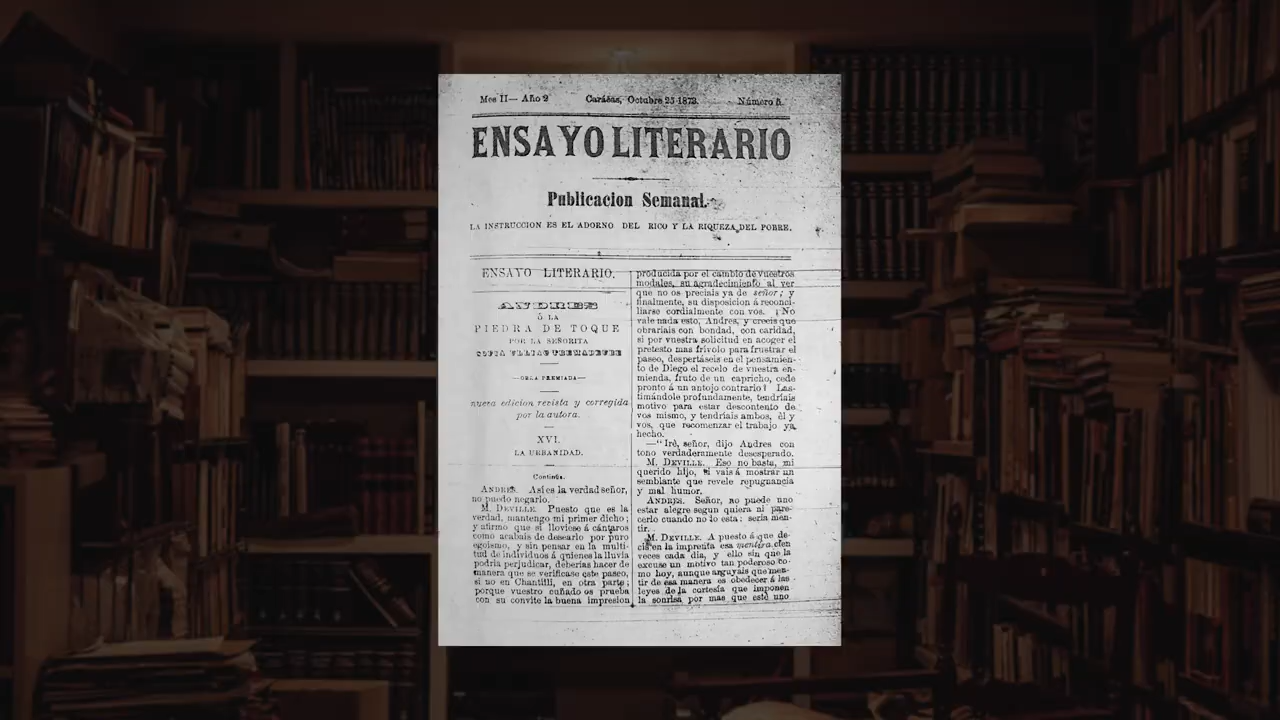 Mes II— Año 2
Carácas, Octubre 25 1873.
Número 5.
ENSAYO LITERARIO
Publicacion Semanal.
LA INSTRUCCION ES EL ADORNO DEL RICO Y LA RIQUEZA DEL POBRE.
ENSAYO LITERARIO.
ANDRES
ó LA
PIEDRA DE TOQUE
POR LA SEÑORITA
—OBRA PREMIADA—
nueva edicion revista y corregida
por la autora.
XVI.
LA URBANIDAD.
Continúa.
ANDRES. Así es la verdad señor,
no puedo negarlo.
M. DEVILLE. Puesto que es la
verdad, mantengo mi primer dicho;
y afirmo que si lloviese á cántaros
como acabais de desearlo por puro
egoismo, y sin pensar en la multi-
tud de individuos á quienes la lluvia
podria perjudicar, deberías hacer de
manera que se verificase este paseo,
si no en Chantilli, en otra parte;
porque vuestro cuñado os prueba
con su convite la buena impresion
producida por el cambio de vuestros
modales, su agradecimiento al ver
que no os preciais ya de señor; y
finalmente, su disposicion á reconci-
liarse cordialmente con vos. ¡No
vale nada esto, Andres, y creeis que
obrariais con bondad, con caridad,
si por vuestra solicitud en acoger el
pretesto mas frívolo para frustrar el
paseo, despertáseis en el pensamien-
to de Diego el recelo de vuestra en-
mienda, fruto de un capricho, cede
pronto á un antojo contrario? Las-
timándole profundamente, tendríais
motivo para estar descontento de
vos mismo, y tendríais ambos, él y
vos, que recomenzar el trabajo ya
hecho.
—“Iré, señor, dijo Andres con
tono verdaderamente desesperado.
M. DEVILLE. Eso no basta, mi
querido hijo, si vais á mostrar un
semblante que revele repugnancia
y mal humor.
ANDRES. Señor, no puede uno
estar alegre segun quiera ni pare-
cerlo cuando no lo esta: seria men-
tir.
M. DEVILLE. A puesto á que de-
cis en la imprenta esa mentira cien
veces cada dia, y ello sin que la
excuse un motivo tan poderoso co-
mo hoy, aunque arguyais que men-
tir de esa manera es obedecer á las
leyes de la cortesía que imponen
la sonrisa por mas que esté uno